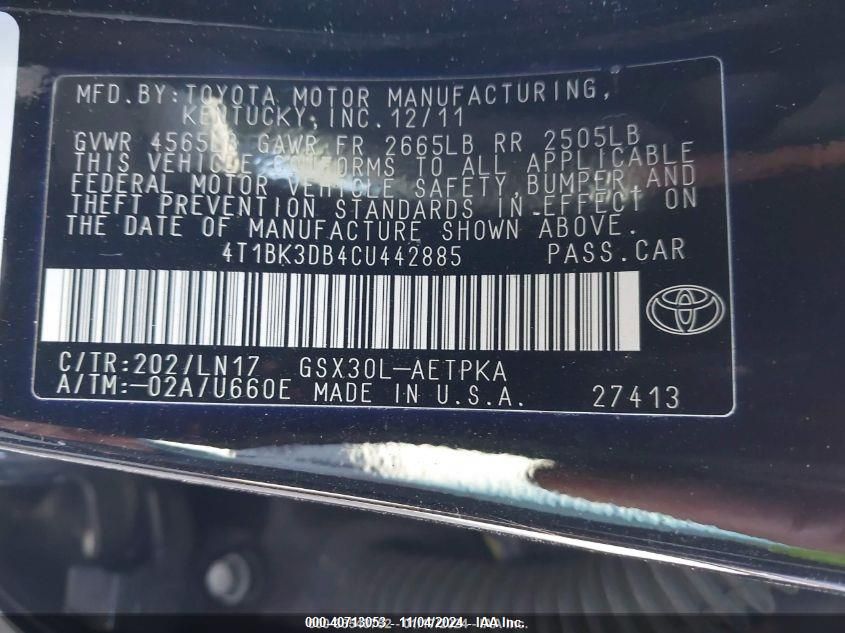 MFD.BY:TOYOTA MOTOR MANUFACTURING,
KENTUCKY, INC. 12/11
GVWR 4565LB GAWR FR 2665LB RR 2505LB
THIS VEHICLE CONFORMS TO ALL APPLICABLE
FEDERAL MOTOR VEHICLE SAFETY, BUMPER, AND
THEFT PREVENTION STANDARDS IN EFFECT ON
THE DATE OF MANUFACTURE SHOWN ABOVE.
4T1BK3DB4CU442885 PASS.CAR
C/TR:202/LN17 GSX30L-AETPKA
A/TM:-02A/U660E MADE IN U.S.A. 27413
000-40713053 - 11/04/2024 - IAA Inc.